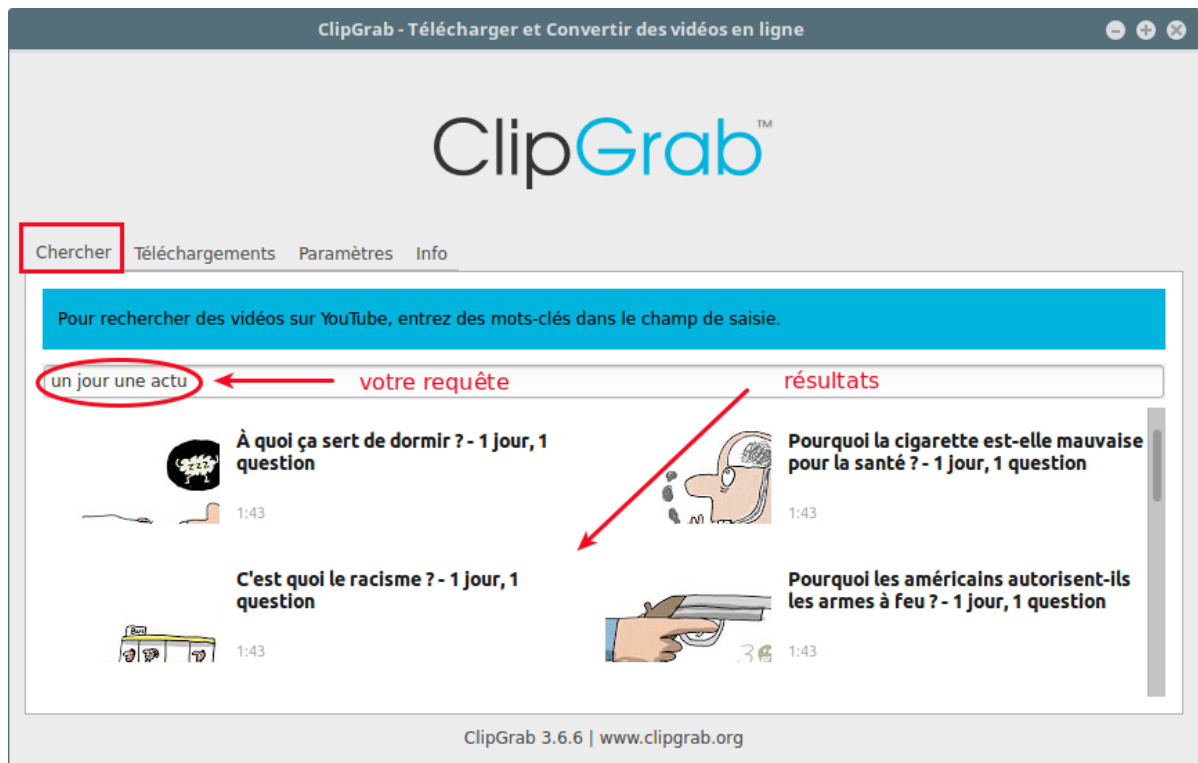 ClipGrab - Télécharger et Convertir des vidéos en ligne
ClipGrab™
Chercher Téléchargements Paramètres Info
Pour rechercher des vidéos sur YouTube, entrez des mots-clés dans le champ de saisie.
un jour une actu votre requête résultats
À quoi ça sert de dormir ? - 1 jour, 1
question
1:43
Pourquoi la cigarette est-elle mauvaise
pour la santé ? - 1 jour, 1 question
1:43
C'est quoi le racisme ? - 1 jour, 1
question
1:43
Pourquoi les américains autorisent-ils
les armes à feu ? - 1 jour, 1 question
1:43
ClipGrab 3.6.6 | www.clipgrab.org